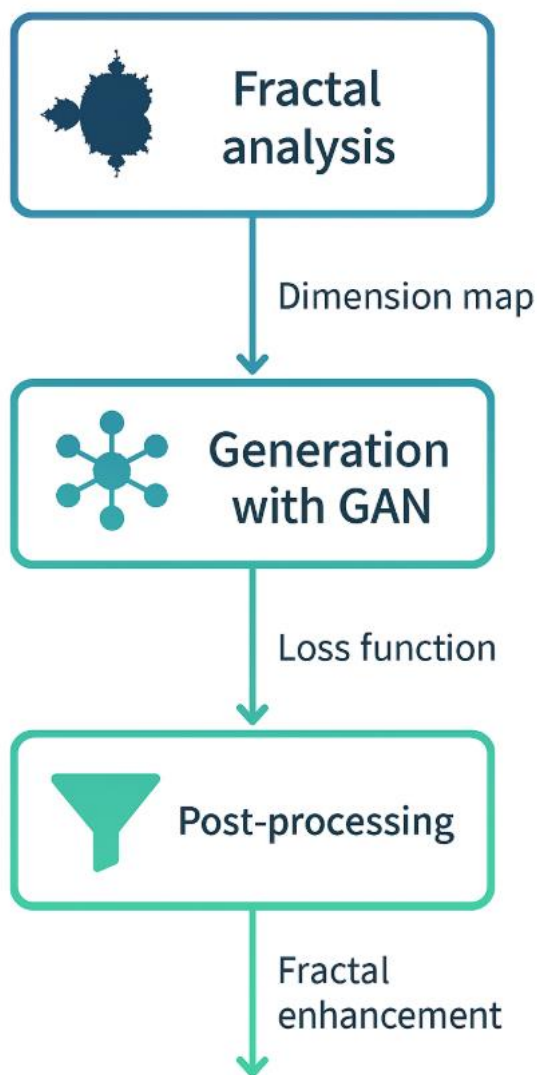 Fractal
analysis
Dimension map
Generation
with GAN
Loss function
Post-processing
Fractal
enhancement